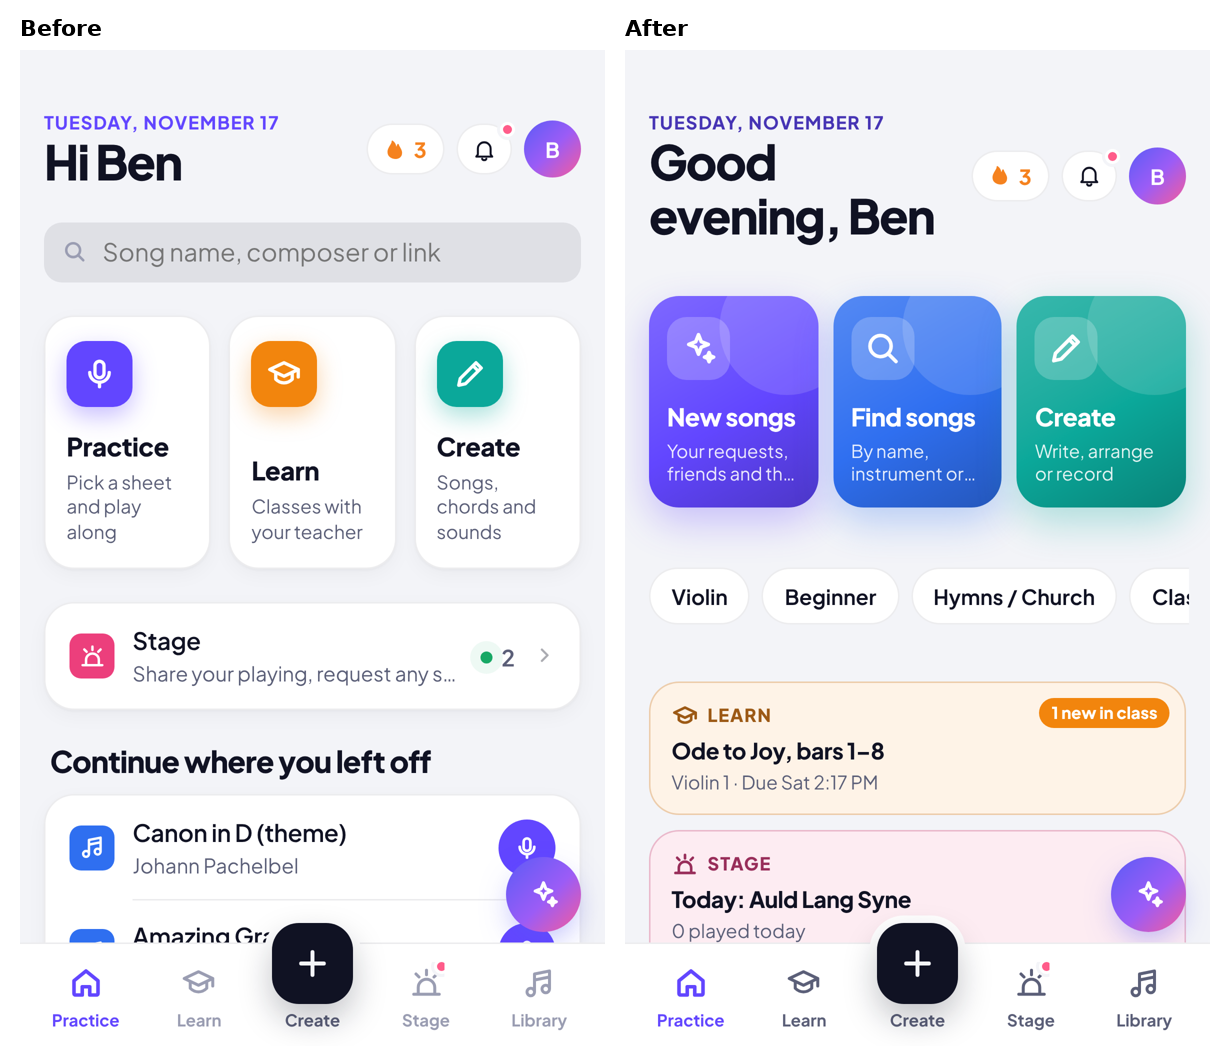 Before
TUESDAY, NOVEMBER 17
Hi Ben
3
B
Song name, composer or link
Practice
Pick a sheet
and play
along
Learn
Classes with
your teacher
Create
Songs,
chords and
sounds
Stage
Share your playing, request any s...
2
Continue where you left off
Canon in D (theme)
Johann Pachelbel
Amazing Gra
Practice
Learn
Create
Stage
Library
After
TUESDAY, NOVEMBER 17
Good
evening, Ben
3
B
New songs
Your requests,
friends and th...
Find songs
By name,
instrument or...
Create
Write, arrange
or record
Violin
Beginner
Hymns / Church
Clas
LEARN
1 new in class
Ode to Joy, bars 1–8
Violin 1 · Due Sat 2:17 PM
STAGE
Today: Auld Lang Syne
0 played today
Practice
Learn
Create
Stage
Library